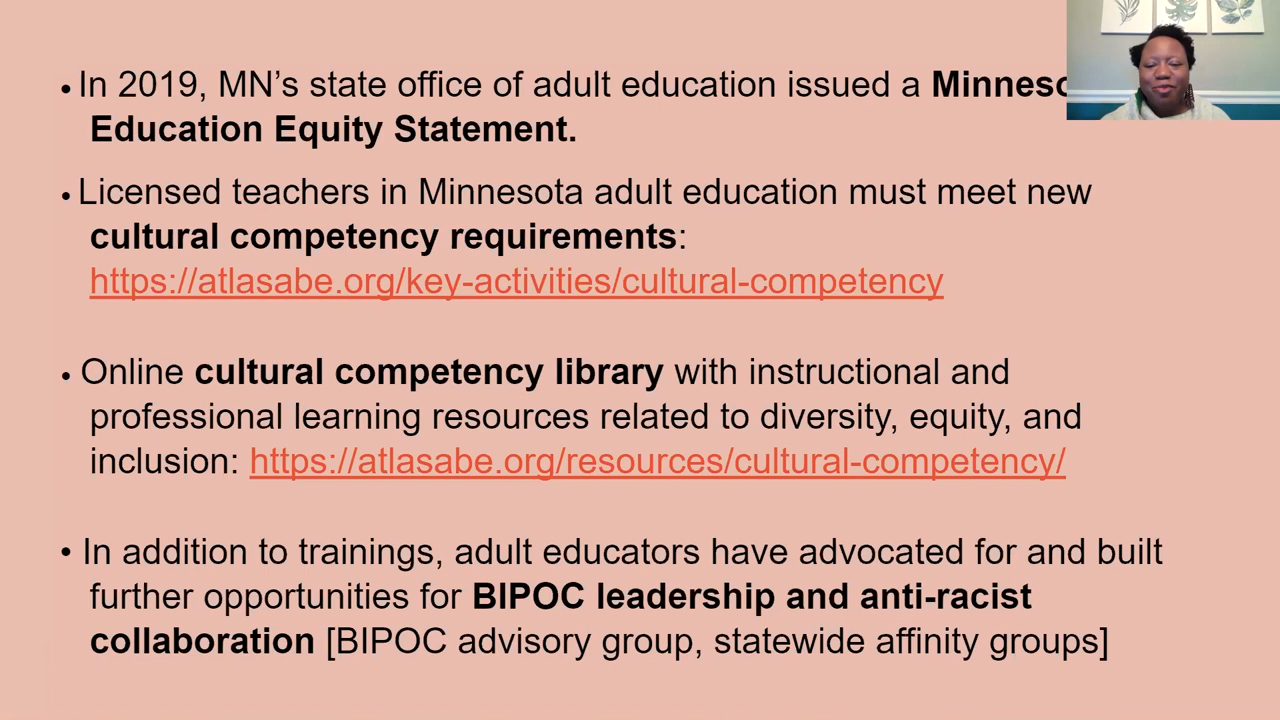 • In 2019, MN’s state office of adult education issued a
Education Equity Statement.
• Licensed teachers in Minnesota adult education must meet new
cultural competency requirements:
https://atlasabe.org/key-activities/cultural-competency
• Online cultural competency library with instructional and
professional learning resources related to diversity, equity, and
inclusion: https://atlasabe.org/resources/cultural-competency/
• In addition to trainings, adult educators have advocated for and built
further opportunities for BIPOC leadership and anti-racist
collaboration [BIPOC advisory group, statewide affinity groups]